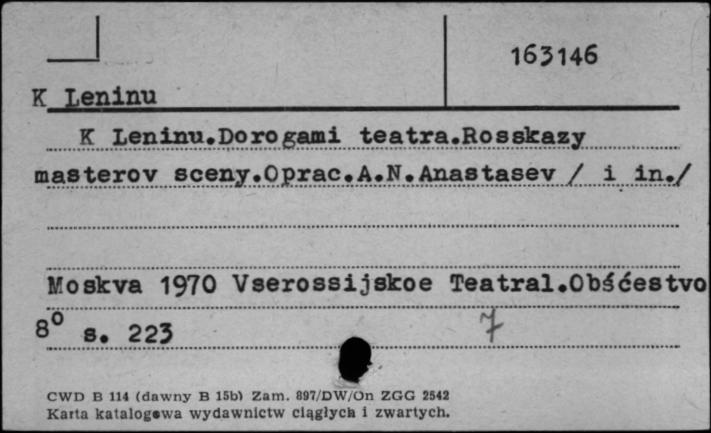 163146
K Leninu
K Leninu.Dorogami teatra.Rosskazy
masterov sceny.Oprac.A.N.Anastasev / i in./
Moskva 1970 Vserossijskoe Teatral.Obśćestvo
8° s. 223
7
CWD B 114 (dawny B 15b) Zam. 897/DW/On ZGG 2542
Karta katalogowa wydawnictw ciągłych i zwartych.